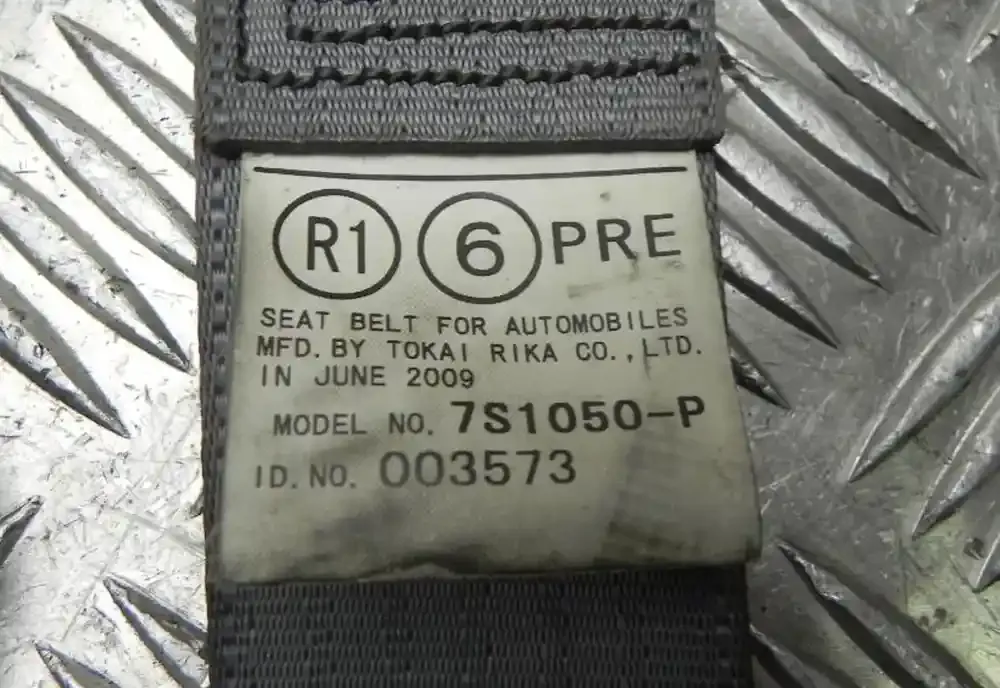 R1 6 PRE
SEAT BELT FOR AUTOMOBILES
MFD. BY TOKAI RIKA CO., LTD.
IN JUNE 2009
MODEL NO. 7S1050-P
ID. NO. 003573